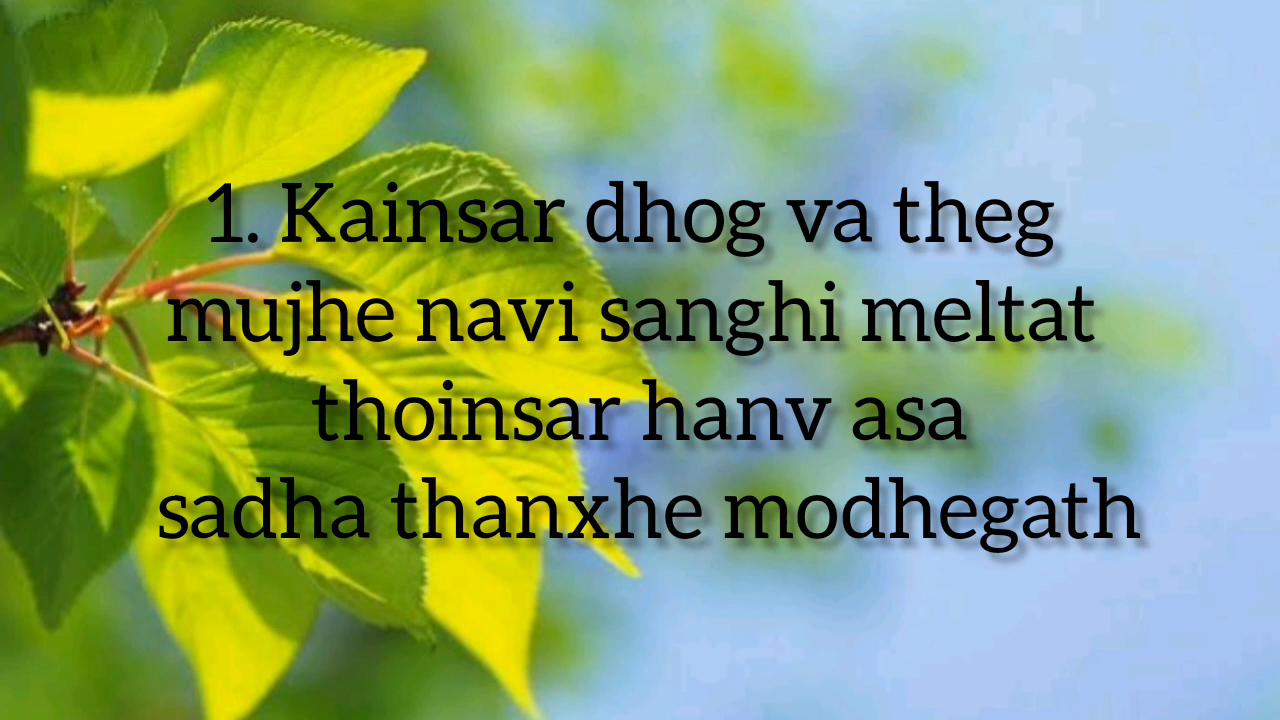 1. Kainsar dhog va theg
mujhe navi sanghi meltat
thoinsar hanv asa
sadha thanxhe modhegath